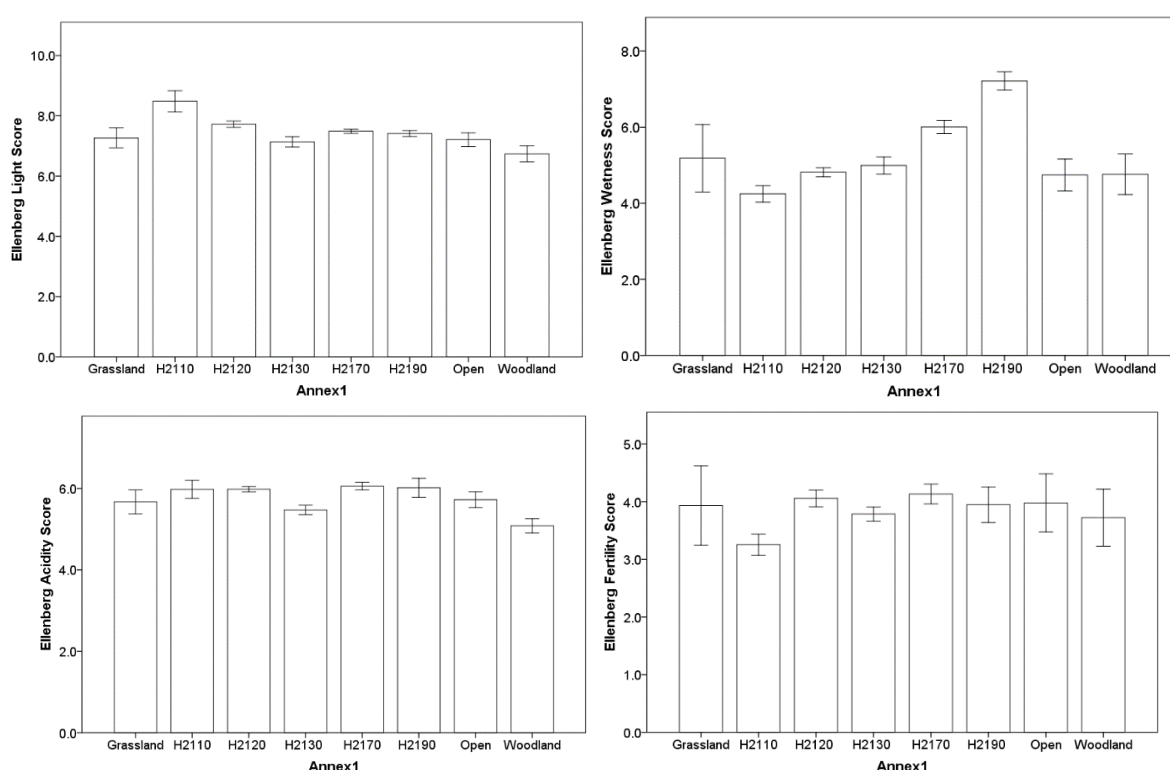 Ellenberg Light Score
10.0
8.0
6.0
4.0
2.0
0.0
Grassland H2110 H2120 H2130 H2170 H2190 Open Woodland
Annex1
Ellenberg Wetness Score
8.0
6.0
4.0
2.0
0.0
Grassland H2110 H2120 H2130 H2170 H2190 Open Woodland
Annex1
Ellenberg Acidity Score
6.0
4.0
2.0
0.0
Grassland H2110 H2120 H2130 H2170 H2190 Open Woodland
Annex1
Ellenberg Fertility Score
5.0
4.0
3.0
2.0
1.0
0.0
Grassland H2110 H2120 H2130 H2170 H2190 Open Woodland
Annex1